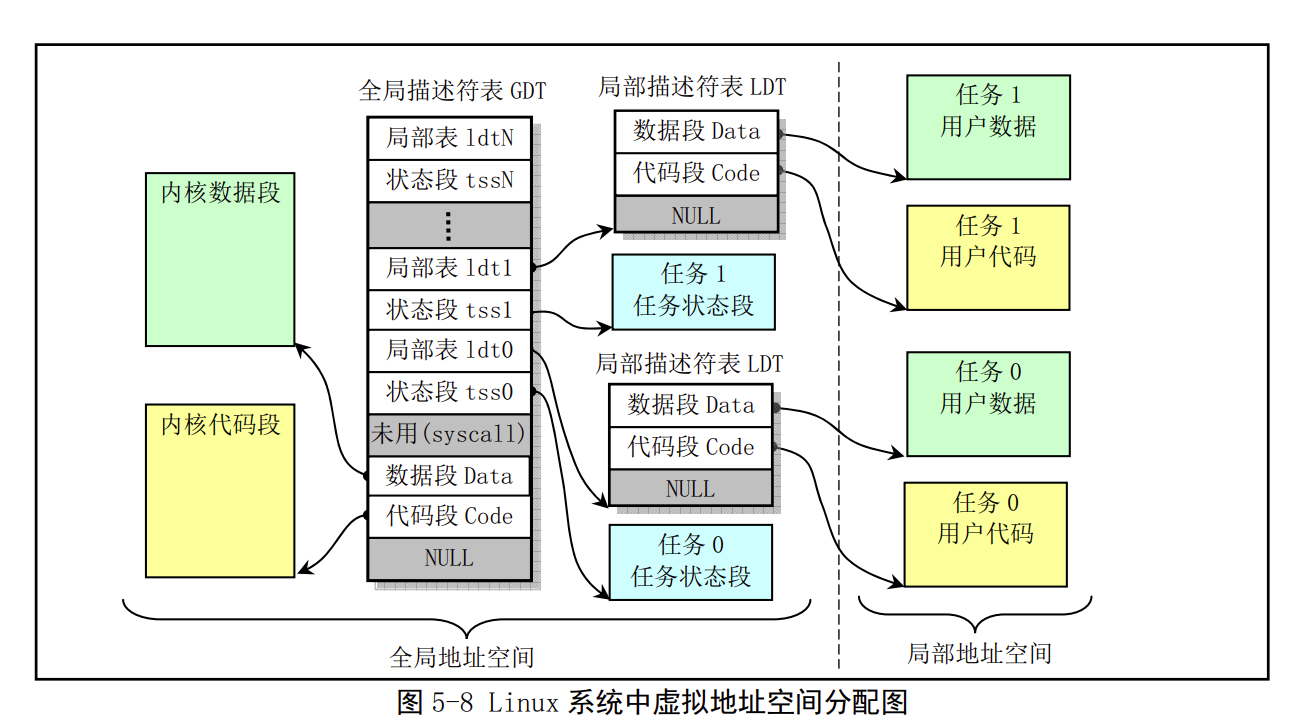 内核数据段
内核代码段
全局描述符表 GDT
局部表 ldtN
状态段 tssN
局部表 ldt1
状态段 tss1
局部表 ldt0
状态段 tss0
未用(syscall)
数据段 Data
代码段 Code
NULL
局部描述符表 LDT
数据段 Data
代码段 Code
NULL
任务 1
任务状态段
局部描述符表 LDT
数据段 Data
代码段 Code
NULL
任务 0
任务状态段
任务 1
用户数据
任务 1
用户代码
任务 0
用户数据
任务 0
用户代码
全局地址空间
局部地址空间
图 5-8 Linux 系统中虚拟地址空间分配图